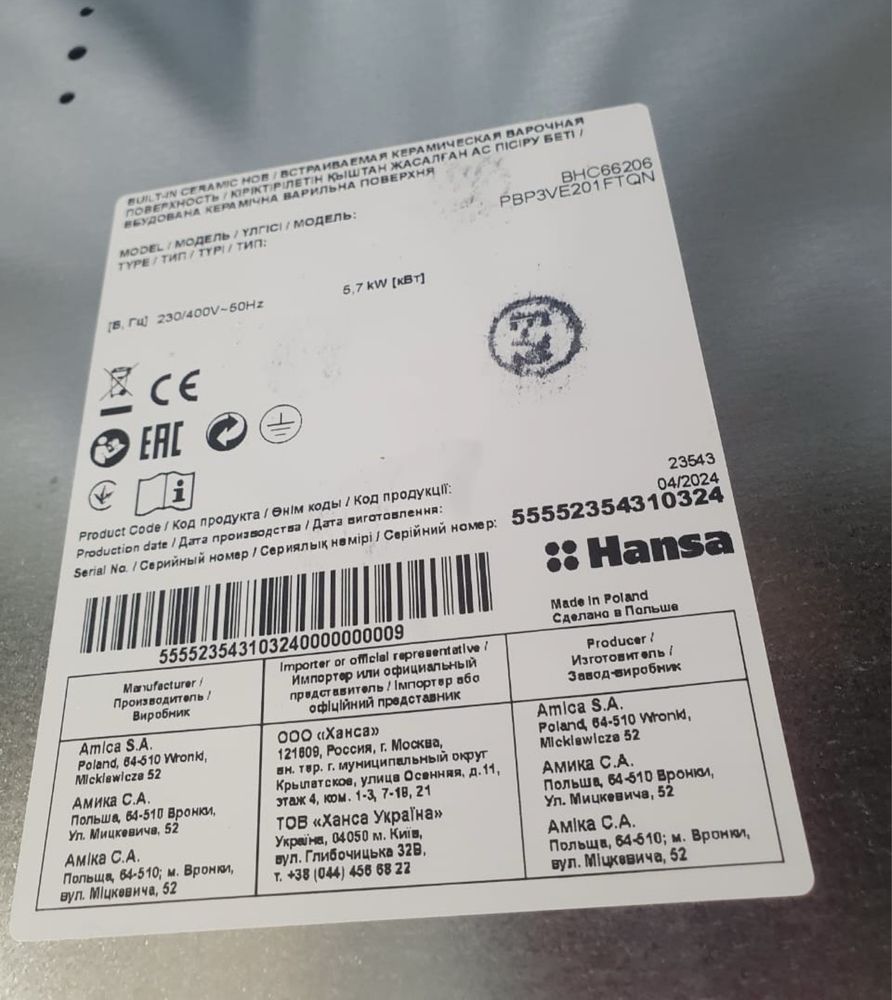 BUILT-IN CERAMIC HOB / ВСТРАИВАЕМАЯ КЕРАМИЧЕСКАЯ ВАРОЧНАЯ
ПОВЕРХНОСТЬ / КІРІКТІРІЛЕТІН ҚЫШТАН ЖАСАЛҒАН АС ПІСІРУ БЕТІ /
ВБУДОВАНА КЕРАМІЧНА ВАРИЛЬНА ПОВЕРХНЯ
BHC66206
PBP3VE201FTQN
MODEL / МОДЕЛЬ / ҮЛГІСІ / МОДЕЛЬ:
TYPE / ТИП / ТҮРІ / ТИП:
[В, Гц] 230/400V~50Hz
5,7 kW [кВт]
CE
EAC
23543
04/2024
55552354310324
Product Code / Код продукта / Өнім коды / Код продукції:
Production date / Дата производства / Дата виготовлення:
Serial No. / Серийный номер / Сериялық нөмірі / Серійний номер:
Hansa
Made in Poland
Сделано в Польше
555523543103240000000009
Manufacturer /
Производитель /
Виробник
Importer or official representative /
Импортер или официальный
представитель / Імпортер або
офіційний представник
Producer /
Изготовитель /
Завод-виробник
Amica S.A.
Poland, 64-510 Wronki,
Mickiewicza 52
Амика С.А.
Польша, 64-510 Вронки,
Ул. Мицкевича, 52
Аміка С.А.
Польща, 64-510; м. Вронки,
вул. Міцкевича, 52
ООО «Ханса»
121609, Россия, г. Москва,
вн. тер. г. муниципальный округ
Крылатское, улица Осенняя, д.11,
этаж 4, ком. 1-3, 7-18, 21
ТОВ «Ханса Україна»
Україна, 04050 м. Київ,
вул. Глибочицька 32В,
т. +38 (044) 456 68 22
Amica S.A.
Poland, 64-510 Wronki,
Mickiewicza 52
Амика С.А.
Польша, 64-510 Вронки,
Ул. Мицкевича, 52
Аміка С.А.
Польща, 64-510; м. Вронки,
вул. Міцкевича, 52